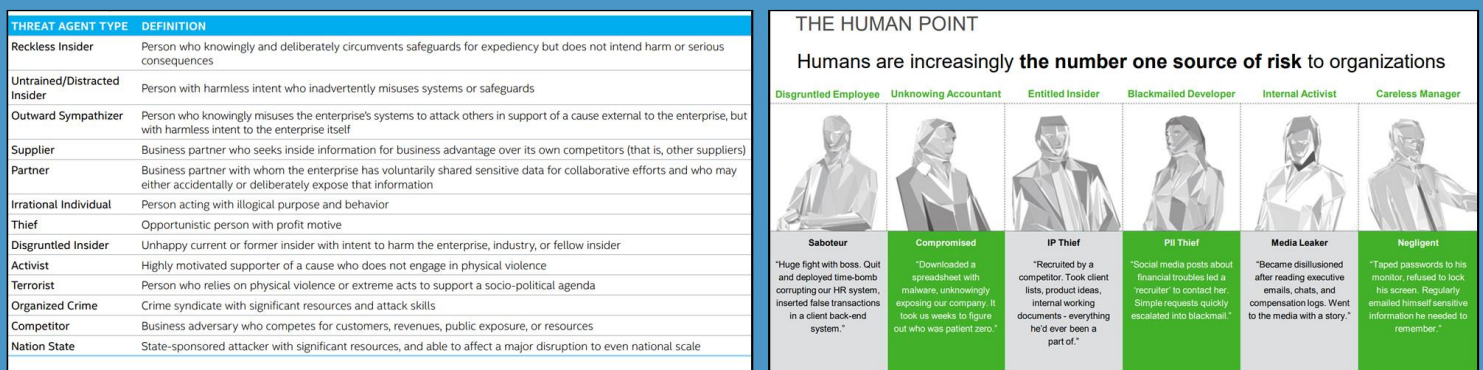 THREAT AGENT TYPE DEFINITION
Reckless Insider Person who knowingly and deliberately circumvents safeguards for expediency but does not intend harm or serious
consequences
Untrained/Distracted
Insider
Person with harmless intent who inadvertently misuses systems or safeguards
Outward Sympathizer Person who knowingly misuses the enterprise's systems to attack others in support of a cause external to the enterprise, but
with harmless intent to the enterprise itself
Supplier Business partner who seeks inside information for business advantage over its own competitors (that is, other suppliers)
Partner Business partner with whom the enterprise has voluntarily shared sensitive data for collaborative efforts and who may
either accidentally or deliberately expose that information
Irrational Individual Person acting with illogical purpose and behavior
Thief Opportunistic person with profit motive
Disgruntled Insider Unhappy current or former insider with intent to harm the enterprise, industry, or fellow insider
Activist Highly motivated supporter of a cause who does not engage in physical violence
Terrorist Person who relies on physical violence or extreme acts to support a socio-political agenda
Organized Crime Crime syndicate with significant resources and attack skills
Competitor Business adversary who competes for customers, revenues, public exposure, or resources
Nation State State-sponsored attacker with significant resources, and able to affect a major disruption to even national scale
THE HUMAN POINT
Humans are increasingly the number one source of risk to organizations
Disgruntled Employee
Saboteur
"Huge fight with boss. Quit
and deployed time-bomb
corrupting our HR system,
inserted false transactions
in a client back-end
system."
Unknowing Accountant
Compromised
"Downloaded a
spreadsheet with
malware, unknowingly
exposing our company. It
took us weeks to figure
out who was patient zero."
Entitled Insider
IP Thief
"Recruited by a
competitor. Took client
lists, product ideas,
internal working
documents - everything
he'd ever been a
part of."
Blackmailed Developer
PII Thief
"Social media posts about
financial troubles led a
'recruiter' to contact her.
Simple requests quickly
escalated into blackmail."
Internal Activist
Media Leaker
"Became disillusioned
after reading executive
emails, chats, and
compensation logs. Went
to the media with a story."
Careless Manager
Negligent
"Taped passwords to his
monitor, refused to lock
his screen. Regularly
emailed himself sensitive
information he needed to
remember."